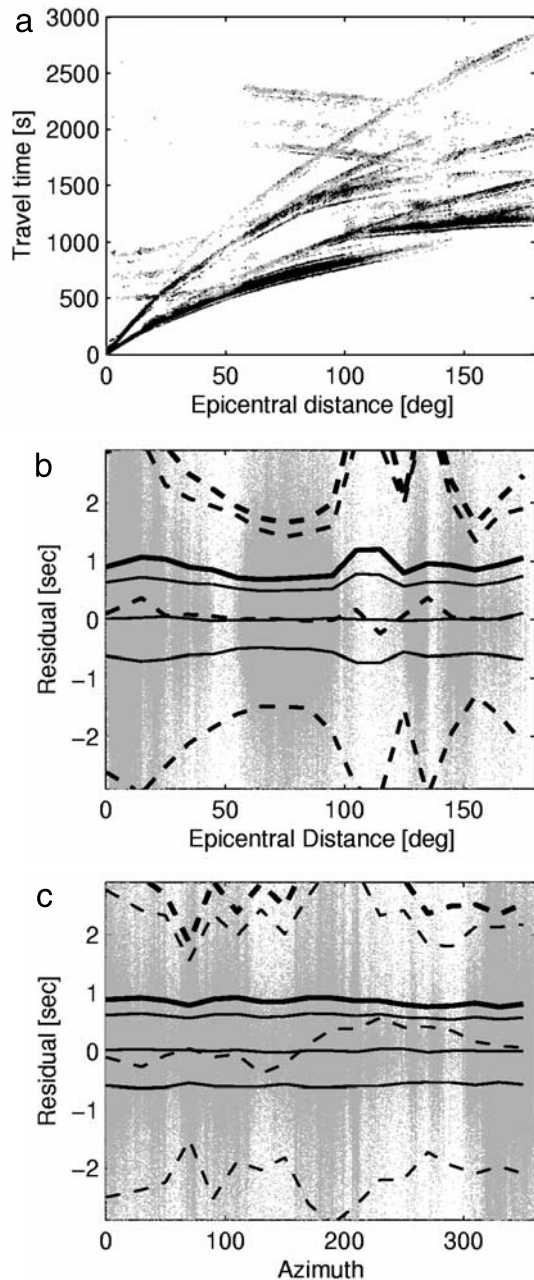 a
3000
2500
2000
1500
1000
500
0
Travel time [s]
0 50 100 150
Epicentral distance [deg]
b
2
1
0
-1
-2
Residual [sec]
0 50 100 150
Epicentral Distance [deg]
c
2
1
0
-1
-2
Residual [sec]
0 100 200 300
Azimuth